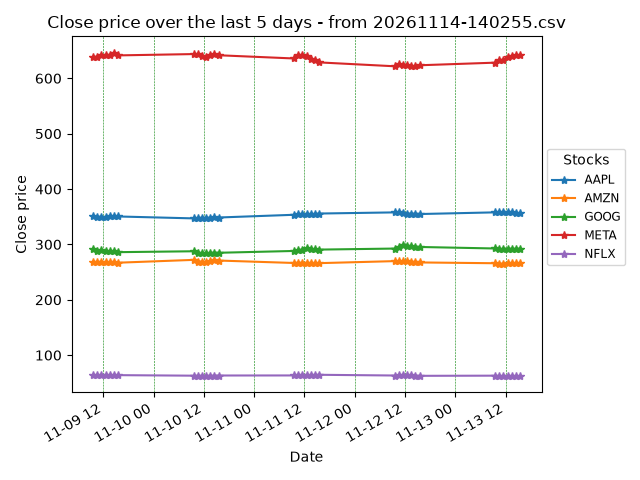 Close price over the last 5 days - from 20261114-140255.csv
Close price
600
500
400
300
200
100
11-09 12
11-10 00
11-10 12
11-11 00
11-11 12
11-12 00
11-12 12
11-13 00
11-13 12
Date
Stocks
AAPL
AMZN
GOOG
META
NFLX